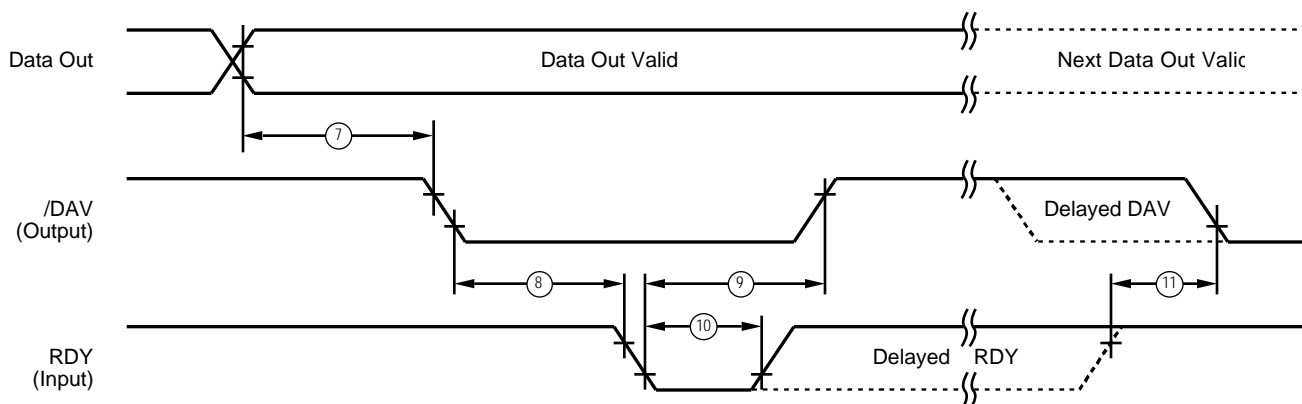 Data Out
Data Out Valid
Next Data Out Valic
7
/DAV
(Output)
Delayed DAV
8
9
11
10
RDY
(Input)
Delayed RDY